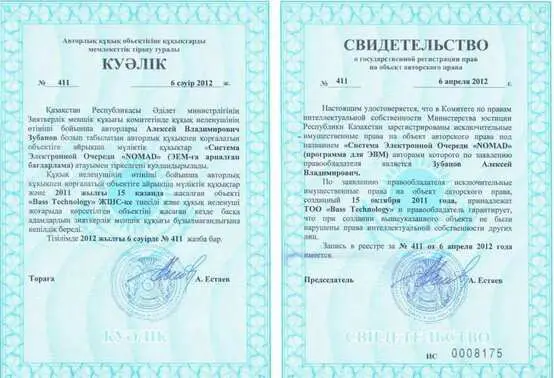 Авторлық құқық объектісіне құқықтарды
мемлекеттік тіркеу туралы
КУӘЛІК
№ 411 6 сәуір 2012 ж.
Қазақстан Республикасы Әділет министрлігінің
Зияткерлік меншік құқығы комитетінде құқық иеленушінің
өтініші бойынша авторлары Алексей Владимирович
Зубанов болып табылатын авторлық құқықпен қорғалатын
объектіге айрықша мүліктік құқықтар «Система
Электронной Очереди «NOMAD» (ЭЕМ-ға арналған
бағдарлама) атауымен тіркелгені куәландырылады.
Құқық иеленушінің өтініші бойынша авторлық
құқықпен қорғалатын объектіге айрықша мүліктік құқықтар
және 2011 жылғы 15 қазанда жасалған объекті
«Bass Technology» ЖШС-ке тиесілі және құқық иеленуші
жоғарыда көрсетілген объектіні жасаған кезде басқа
адамдардың зияткерлік меншік құқығы бұзылмағандығына
кепілдік береді.
Тізілімде 2012 жылғы 6 сәуірде № 411 жазба бар.
Төраға А. Естаев
КУӘЛІК
СВИДЕТЕЛЬСТВО
о государственной регистрации прав
на объект авторского права
№ 411 6 апреля 2012 г.
Настоящим удостоверяется, что в Комитете по правам
интеллектуальной собственности Министерства юстиции
Республики Казахстан зарегистрированы исключительные
имущественные права на объект авторского права под
названием «Система Электронной Очереди «NOMAD»
(программа для ЭВМ) авторами которого по заявлению
правообладателя является Зубанов Алексей
Владимирович.
По заявлению правообладателя исключительные
имущественные права на объект авторского права,
созданный 15 октября 2011 года, принадлежат
ТОО «Bass Technology» и правообладатель гарантирует,
что при создании вышеуказанного объекта не были
нарушены права интеллектуальной собственности других
лиц.
Запись в реестре за № 411 от 6 апреля 2012 года
имеется.
Председатель А. Естаев
СВИДЕТЕЛЬСТВО
ИС 0008175